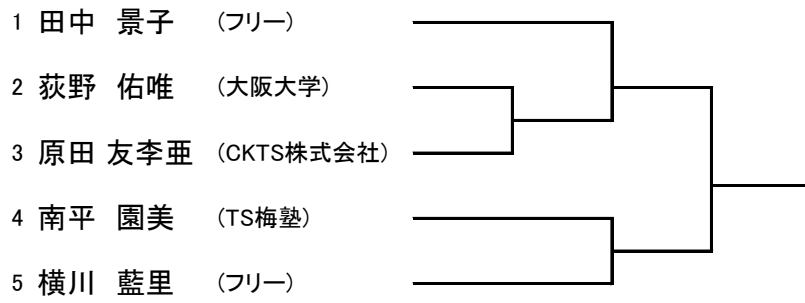 1 田中 景子 (フリー)
2 荻野 佑唯 (大阪大学)
3 原田 友李亜 (CKTS株式会社)
4 南平 園美 (TS梅塾)
5 横川 藍里 (フリー)